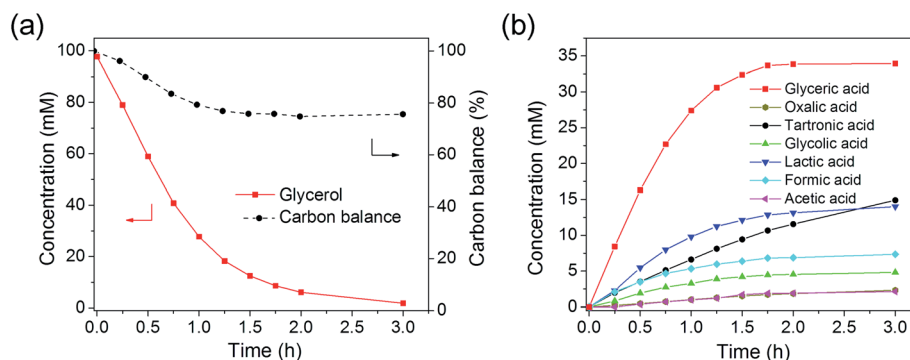 (a)
100
80
60
40
20
0
Concentration (mM)
0.0 0.5 1.0 1.5 2.0 2.5 3.0
Time (h)
100
80
60
40
20
0
Carbon balance (%)
Glycerol
Carbon balance
(b)
35
30
25
20
15
10
5
0
Concentration (mM)
0.0 0.5 1.0 1.5 2.0 2.5 3.0
Time (h)
Glyceric acid
Oxalic acid
Tartronic acid
Glycolic acid
Lactic acid
Formic acid
Acetic acid